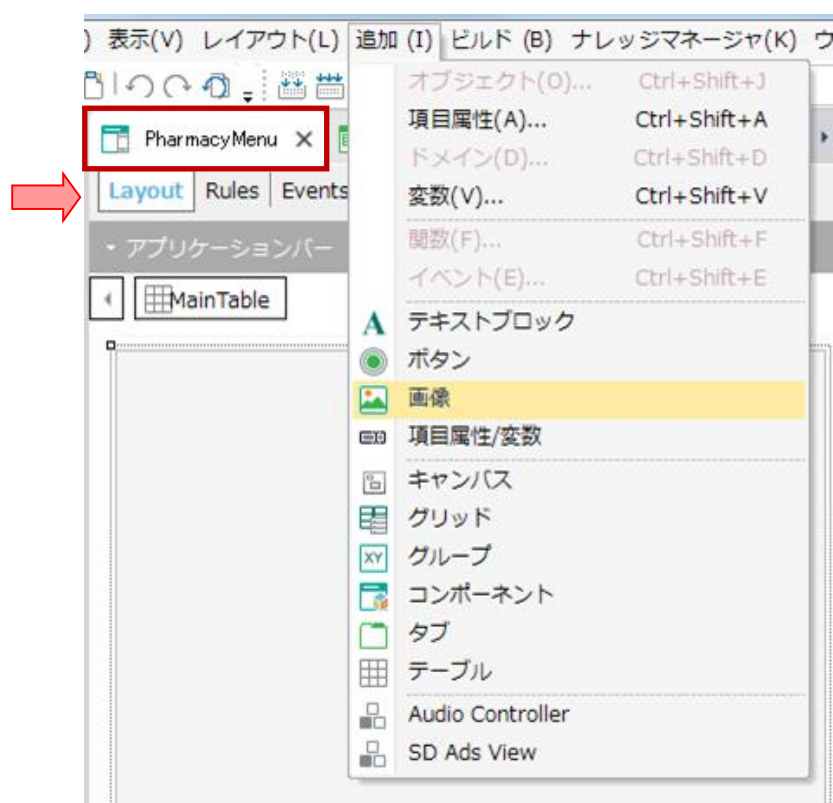 ) 表示(V) レイアウト(L) 追加 (I) ビルド (B) ナレッジマネージャ(K) ウ
オブジェクト(O)... Ctrl+Shift+J
項目属性(A)... Ctrl+Shift+A
ドメイン(D)... Ctrl+Shift+D
変数(V)... Ctrl+Shift+V
関数(F)... Ctrl+Shift+F
イベント(E)... Ctrl+Shift+E
A テキストブロック
ボタン
画像
項目属性/変数
キャンバス
グリッド
XY グループ
コンポーネント
タブ
テーブル
Audio Controller
SD Ads View
PharmacyMenu ×
Layout Rules Events
アプリケーションバー
MainTable